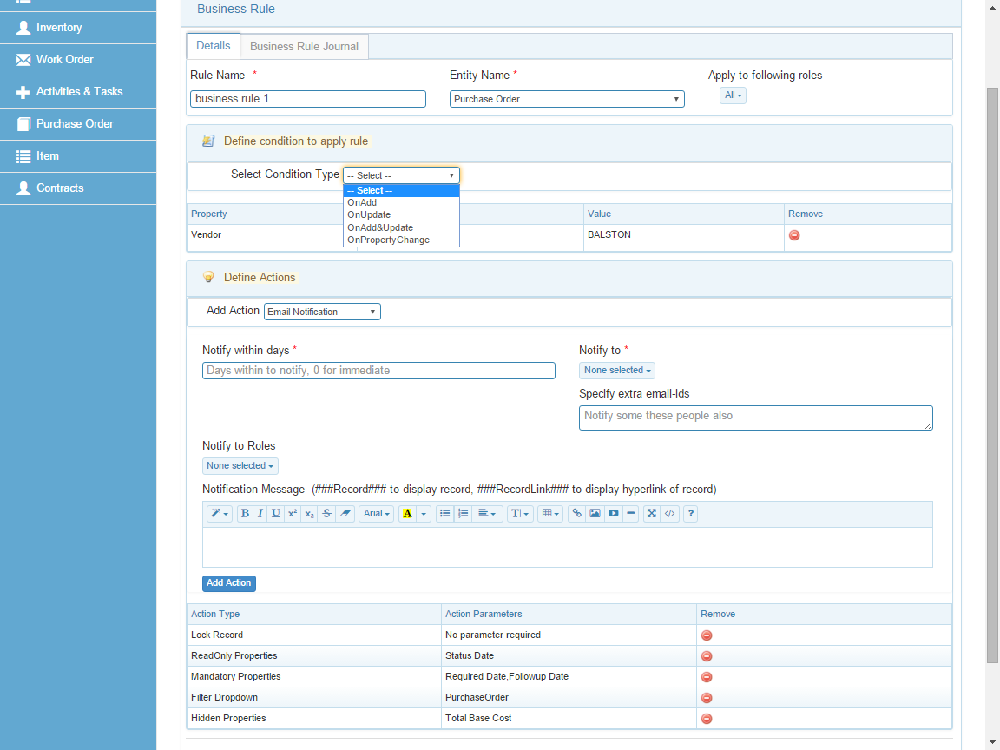 Inventory
Work Order
Activities & Tasks
Purchase Order
Item
Contracts
Business Rule
Details
Business Rule Journal
Rule Name *
Entity Name *
Apply to following roles
business rule 1
Purchase Order
All
Define condition to apply rule
Select Condition Type
-- Select --
-- Select --
OnAdd
OnUpdate
OnAdd&Update
OnPropertyChange
Property
Value
Remove
Vendor
BALSTON
Define Actions
Add Action
Email Notification
Notify within days *
Notify to *
Days within to notify, 0 for immediate
None selected
Specify extra email-ids
Notify some these people also
Notify to Roles
None selected
Notification Message (###Record### to display record, ###RecordLink### to display hyperlink of record)
B I U x² x₂ S Arial A TI </> ?
Add Action
Action Type
Action Parameters
Remove
Lock Record
No parameter required
ReadOnly Properties
Status Date
Mandatory Properties
Required Date,Followup Date
Filter Dropdown
PurchaseOrder
Hidden Properties
Total Base Cost